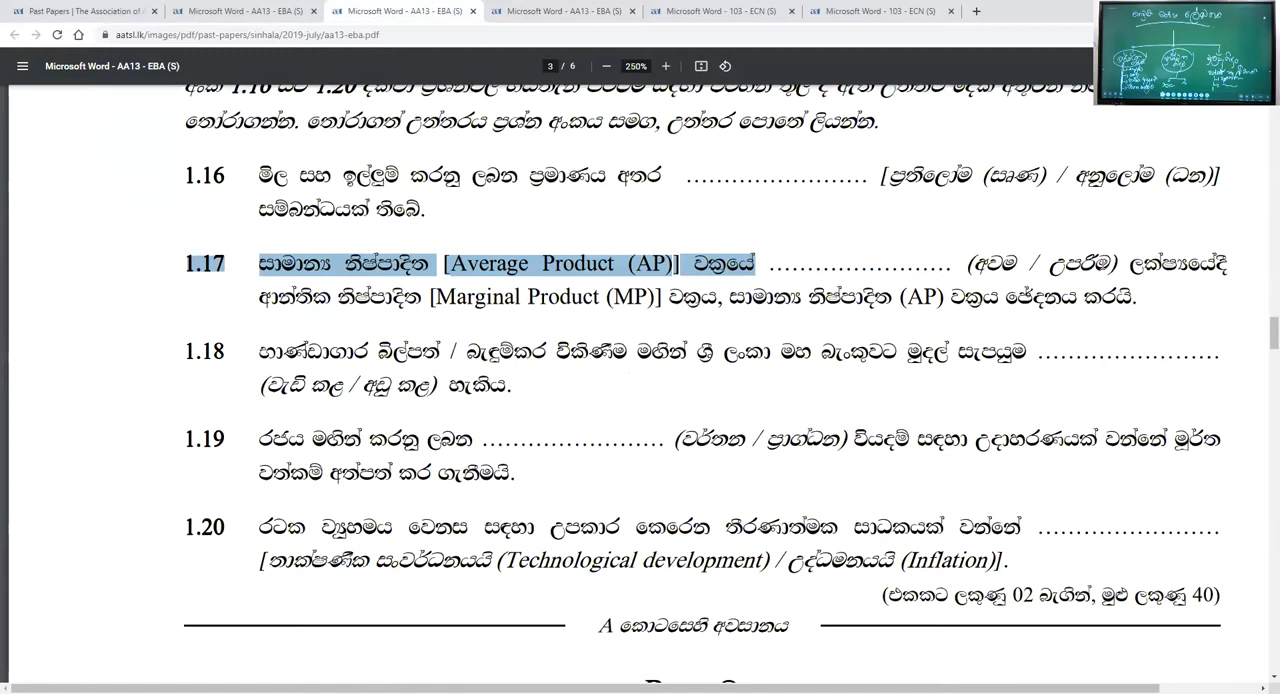 Past Papers | The Association of A
Microsoft Word - AA13 - EBA (S)
Microsoft Word - AA13 - EBA (S)
Microsoft Word - AA13 - EBA (S)
Microsoft Word - 103 - ECN (S)
Microsoft Word - 103 - ECN (S)
aatsl.lk/images/pdf/past-papers/sinhala/2019-july/aa13-eba.pdf
Microsoft Word - AA13 - EBA (S) 3 / 6 250%
තෝරාගන්න. තෝරාගත් උත්තරය ප්‍රශ්න අංකය සමග, උත්තර පොතේ ලියන්න.
1.16 මිල සහ ඉල්ලුම් කරනු ලබන ප්‍රමාණය අතර ........................... [ප්‍රතිලෝම (සෘණ) / අනුලෝම (ධන)]
සම්බන්ධයක් තිබේ.
1.17 සාමාන්‍ය නිෂ්පාදිත [Average Product (AP)] වක්‍රයේ ........................... (අවම / උපරිම) ලක්ෂ්‍යයේදී
ආන්තික නිෂ්පාදිත [Marginal Product (MP)] වක්‍රය, සාමාන්‍ය නිෂ්පාදිත (AP) වක්‍රය ඡේදනය කරයි.
1.18 භාණ්ඩාගාර බිල්පත් / බැඳුම්කර විකිණීම මඟින් ශ්‍රී ලංකා මහ බැංකුවට මුදල් සැපයුම ...........................
(වැඩි කළ / අඩු කළ) හැකිය.
1.19 රජය මඟින් කරනු ලබන ........................... (වර්තන / ප්‍රාග්ධන) වියදම් සඳහා උදාහරණයක් වන්නේ මූර්ත
වත්කම් අත්පත් කර ගැනීමයි.
1.20 රටක ව්‍යුහමය වෙනස සඳහා උපකාර කෙරෙන තීරණාත්මක සාධකයක් වන්නේ ...........................
[තාක්ෂණික සංවර්ධනයයි (Technological development) / උද්ධමනයයි (Inflation)].
(එකකට ලකුණු 02 බැගින්, මුළු ලකුණු 40)
A කොටසෙහි අවසානය